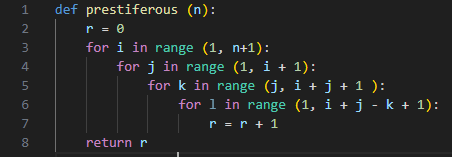 1 def prestiferous (n):
2     r = 0
3     for i in range (1, n+1):
4         for j in range (1, i + 1):
5             for k in range (j, i + j + 1 ):
6                 for l in range (1, i + j - k + 1):
7                     r = r + 1
8     return r